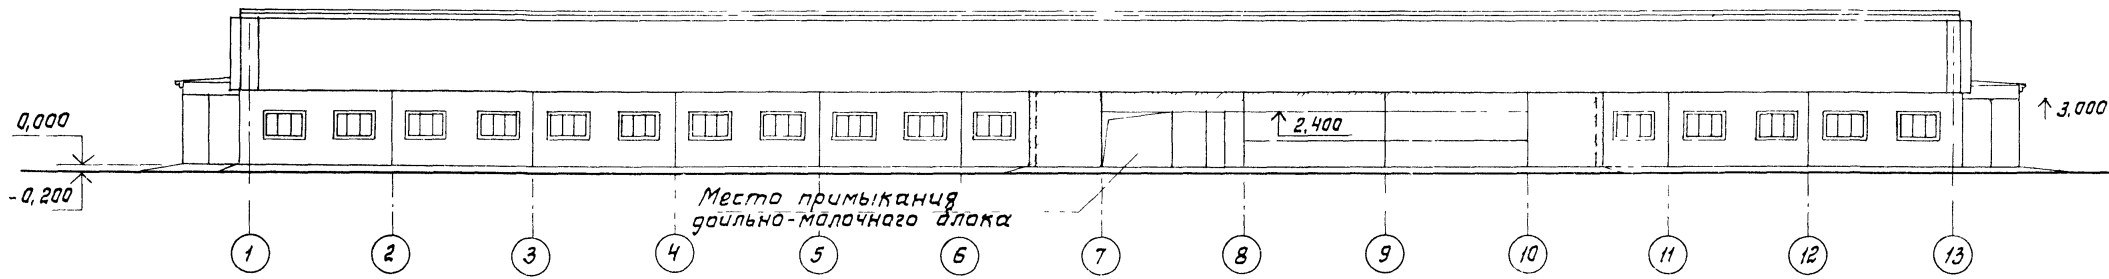 0,000
-0,200
2,400
3,000
Место примыкания
доильно-молочного блока
1 2 3 4 5 6 7 8 9 10 11 12 13